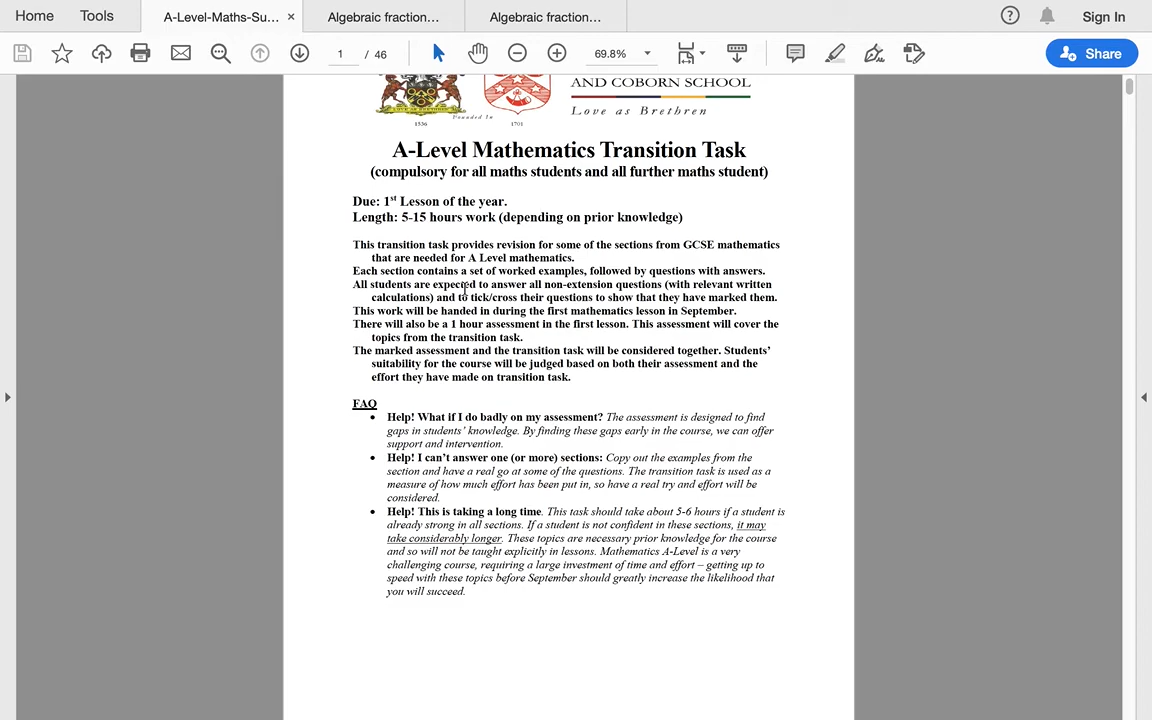 Home Tools A-Level-Maths-Su... × Algebraic fraction... Algebraic fraction... Sign In
1 / 46 69.8% Share
AND COBORN SCHOOL
Love as Brethren
Founded In
1536 1701
A-Level Mathematics Transition Task
(compulsory for all maths students and all further maths student)
Due: 1st Lesson of the year.
Length: 5-15 hours work (depending on prior knowledge)
This transition task provides revision for some of the sections from GCSE mathematics
that are needed for A Level mathematics.
Each section contains a set of worked examples, followed by questions with answers.
All students are expected to answer all non-extension questions (with relevant written
calculations) and to tick/cross their questions to show that they have marked them.
This work will be handed in during the first mathematics lesson in September.
There will also be a 1 hour assessment in the first lesson. This assessment will cover the
topics from the transition task.
The marked assessment and the transition task will be considered together. Students’
suitability for the course will be judged based on both their assessment and the
effort they have made on transition task.
FAQ
• Help! What if I do badly on my assessment? The assessment is designed to find
gaps in students’ knowledge. By finding these gaps early in the course, we can offer
support and intervention.
• Help! I can’t answer one (or more) sections: Copy out the examples from the
section and have a real go at some of the questions. The transition task is used as a
measure of how much effort has been put in, so have a real try and effort will be
considered.
• Help! This is taking a long time. This task should take about 5-6 hours if a student is
already strong in all sections. If a student is not confident in these sections, it may
take considerably longer. These topics are necessary prior knowledge for the course
and so will not be taught explicitly in lessons. Mathematics A-Level is a very
challenging course, requiring a large investment of time and effort – getting up to
speed with these topics before September should greatly increase the likelihood that
you will succeed.